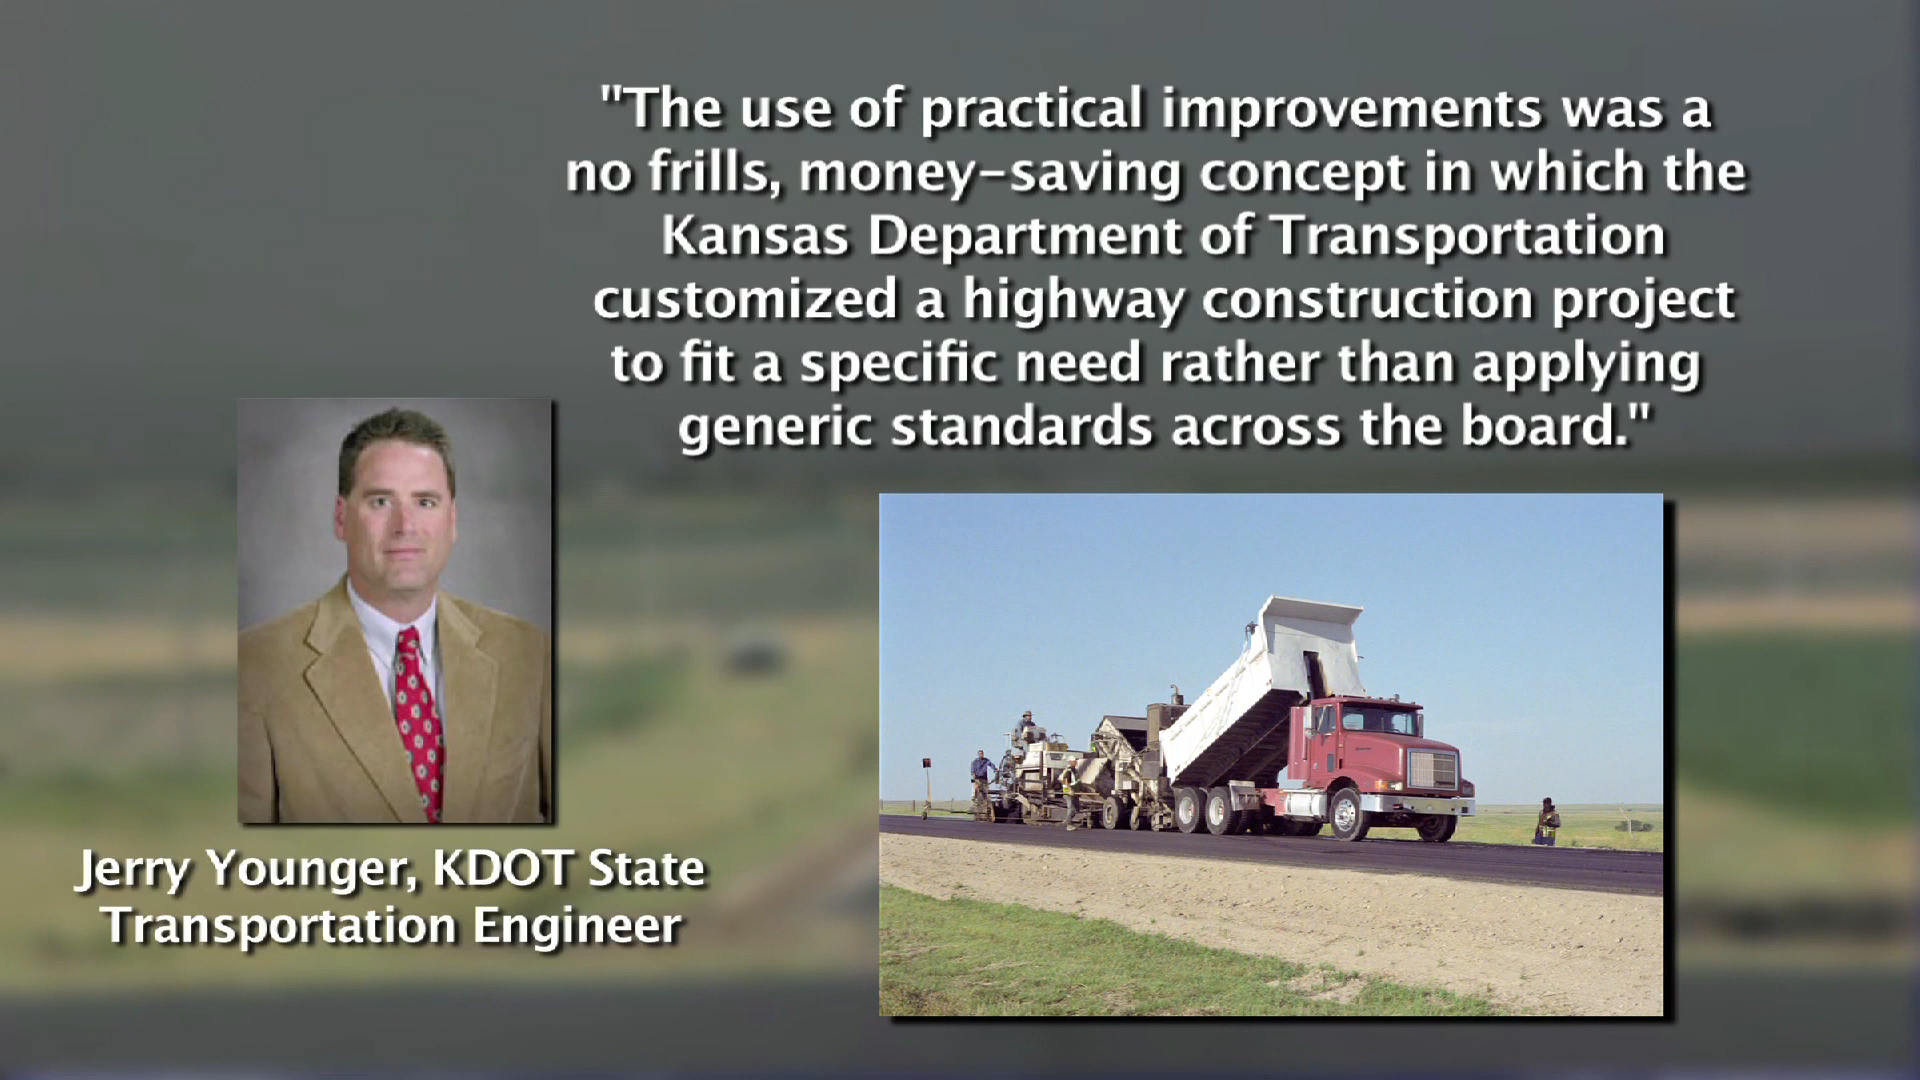 "The use of practical improvements was a
no frills, money-saving concept in which the
Kansas Department of Transportation
customized a highway construction project
to fit a specific need rather than applying
generic standards across the board."
Jerry Younger, KDOT State
Transportation Engineer